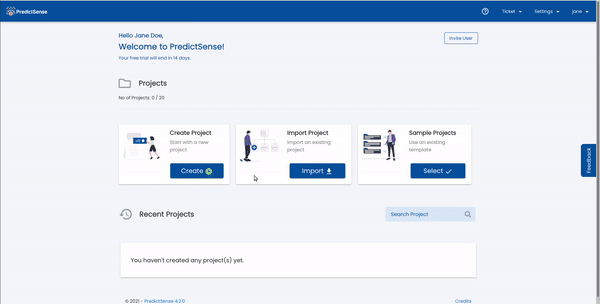 PredictSense
Ticket
Settings
jane
Hello Jane Doe,
Welcome to PredictSense!
Your free trial will end in 14 days.
Invite User
Projects
No of Projects: 0 / 20
Create Project
Start with a new
project
Create
Import Project
Import an existing
project
Import
Sample Projects
Use an existing
template
Select
Feedback
Recent Projects
Search Project
You haven't created any project(s) yet.
© 2021 - PredictSense 4.2.0
Credits